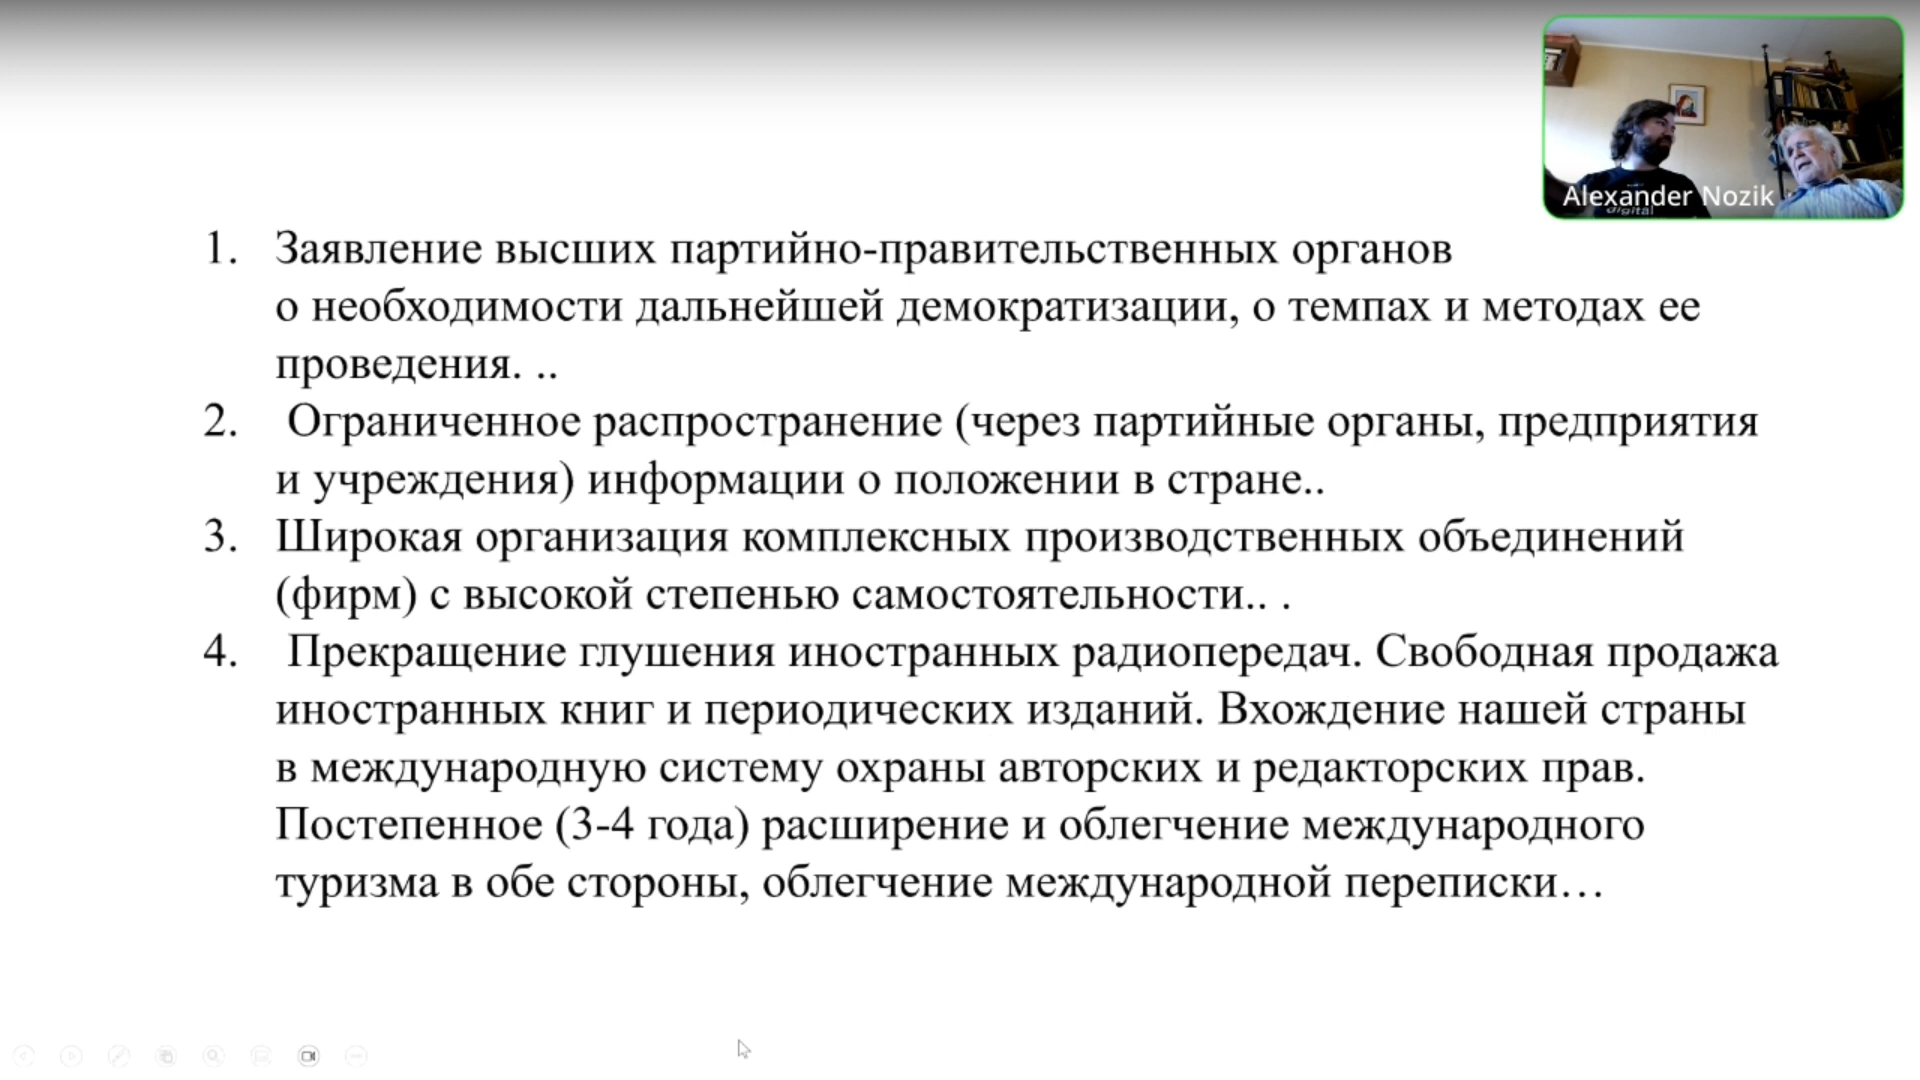 Alexander Nozik
digital
1. Заявление высших партийно-правительственных органов
о необходимости дальнейшей демократизации, о темпах и методах ее
проведения. ..
2. Ограниченное распространение (через партийные органы, предприятия
и учреждения) информации о положении в стране..
3. Широкая организация комплексных производственных объединений
(фирм) с высокой степенью самостоятельности.. .
4. Прекращение глушения иностранных радиопередач. Свободная продажа
иностранных книг и периодических изданий. Вхождение нашей страны
в международную систему охраны авторских и редакторских прав.
Постепенное (3-4 года) расширение и облегчение международного
туризма в обе стороны, облегчение международной переписки…